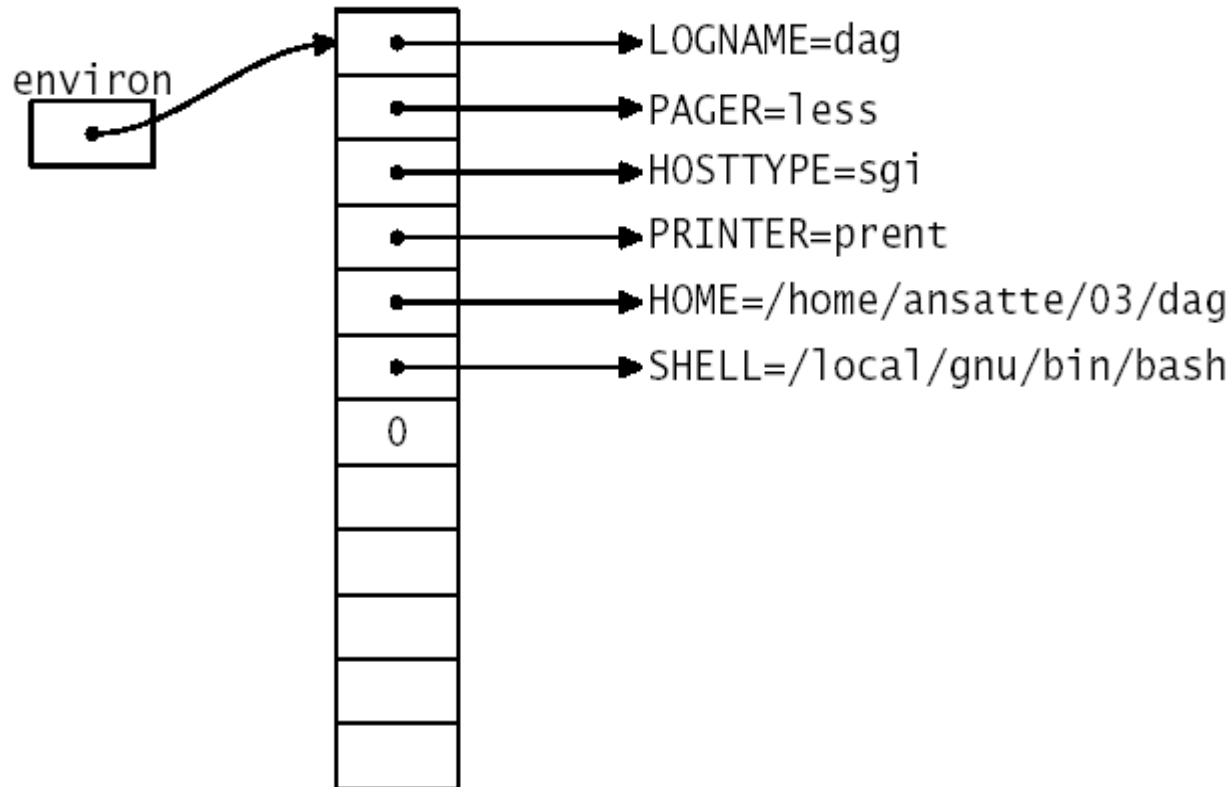 LOGNAME=dag
environ
PAGER=less
HOSTTYPE=sgi
PRINTER=prent
HOME=/home/ansatte/03/dag
SHELL=/local/gnu/bin/bash
0